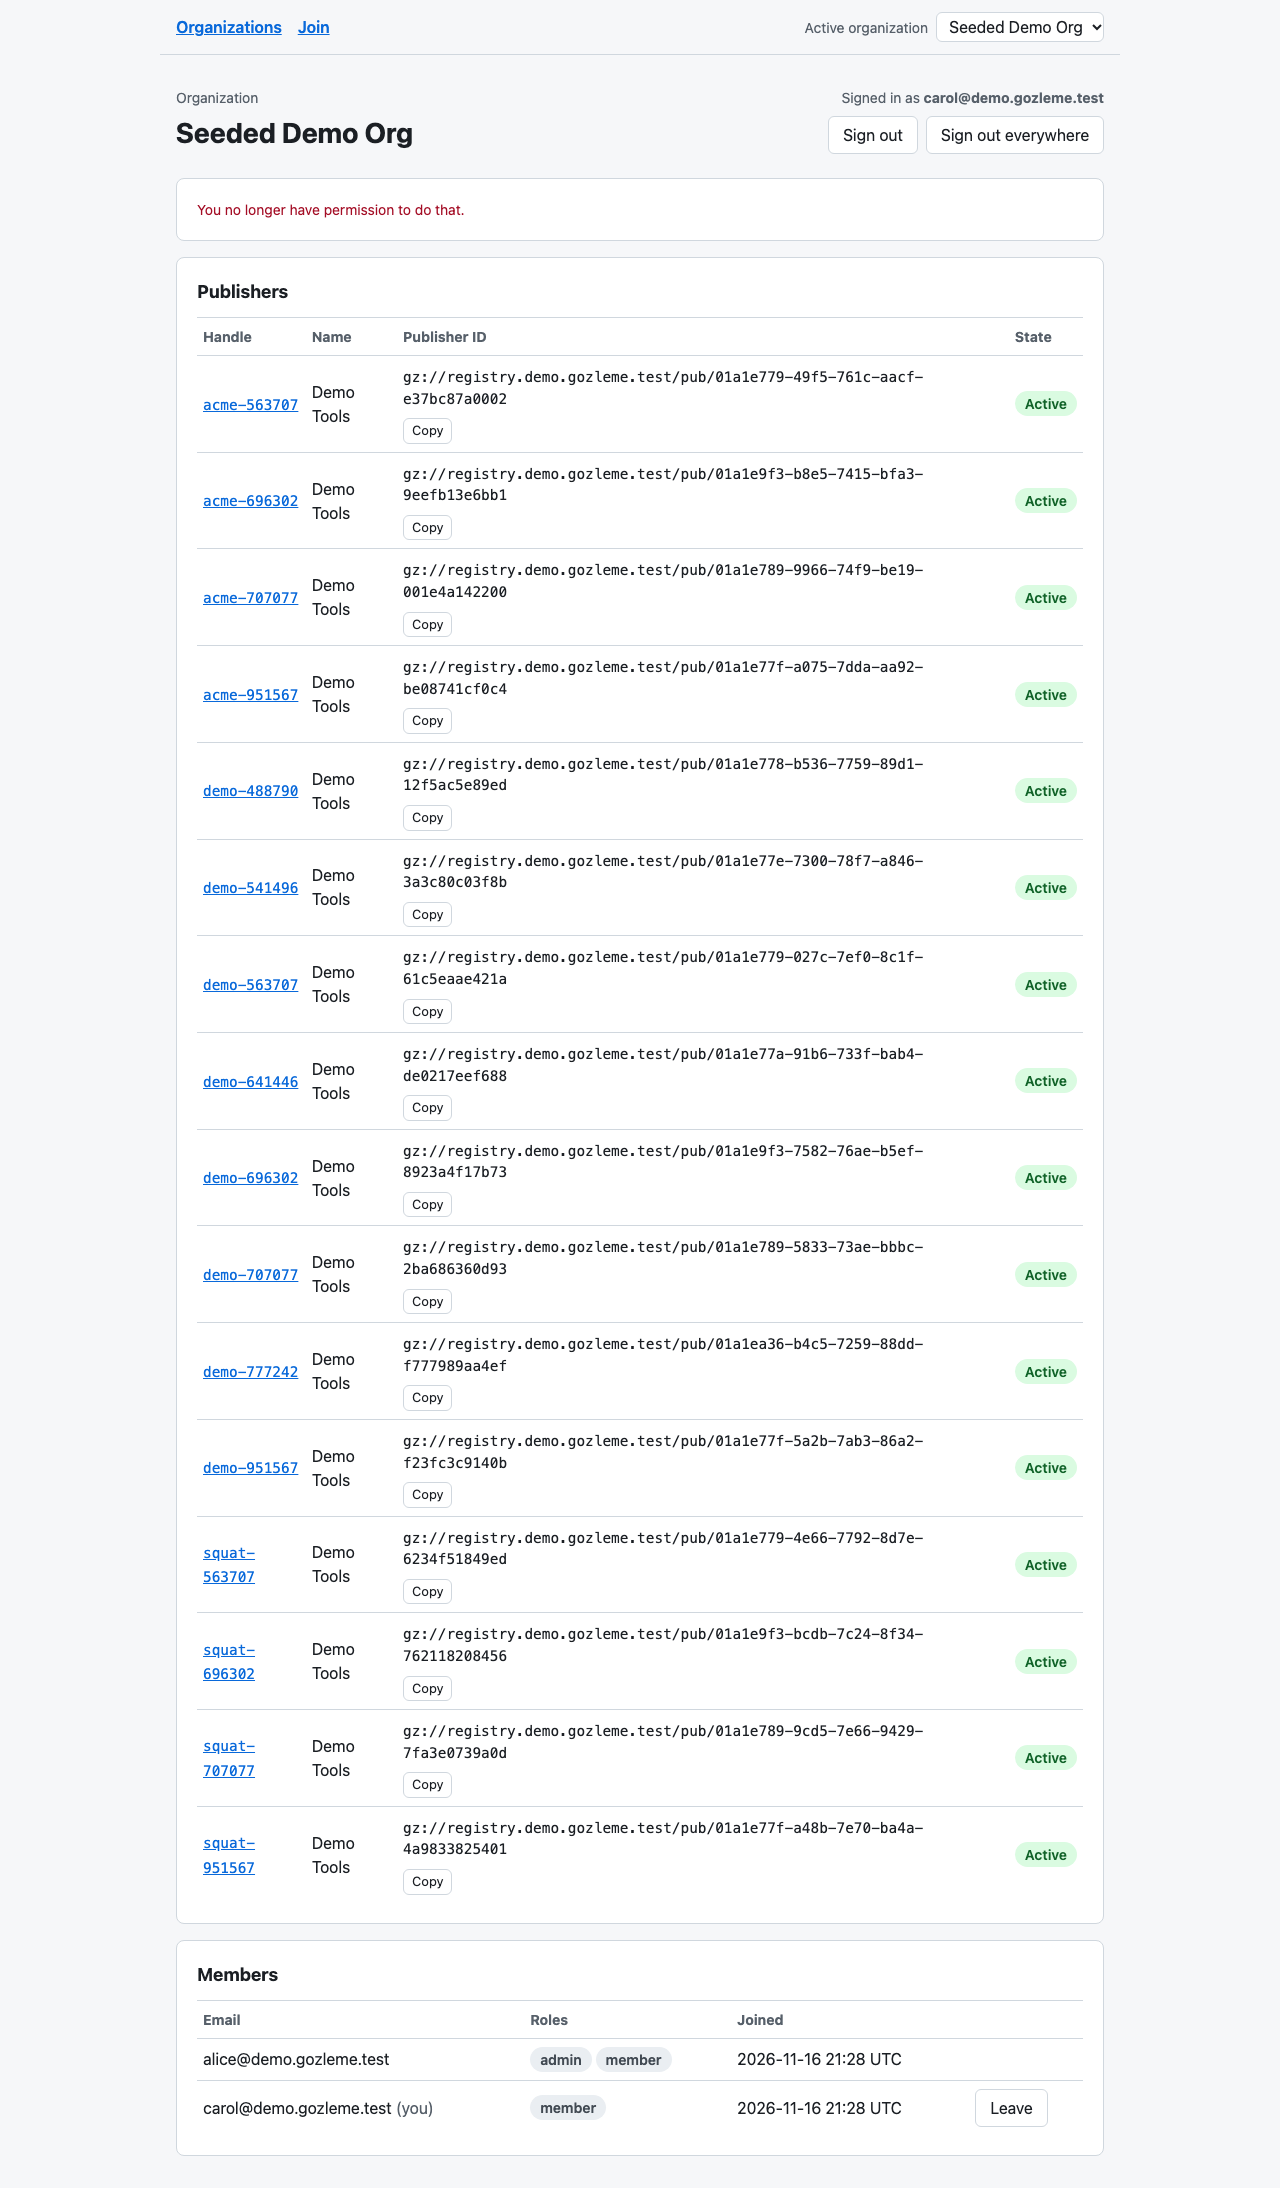 Organizations Join Active organization Seeded Demo Org
Organization
Signed in as carol@demo.gozleme.test
Seeded Demo Org
Sign out Sign out everywhere
You no longer have permission to do that.
Publishers
Handle Name Publisher ID State
acme-563707 Demo Tools gz://registry.demo.gozleme.test/pub/01a1e779-49f5-761c-aacf-
e37bc87a0002
Copy
Active
acme-696302 Demo Tools gz://registry.demo.gozleme.test/pub/01a1e9f3-b8e5-7415-bfa3-
9eefb13e6bb1
Copy
Active
acme-707077 Demo Tools gz://registry.demo.gozleme.test/pub/01a1e789-9966-74f9-be19-
001e4a142200
Copy
Active
acme-951567 Demo Tools gz://registry.demo.gozleme.test/pub/01a1e77f-a075-7dda-aa92-
be08741cf0c4
Copy
Active
demo-488790 Demo Tools gz://registry.demo.gozleme.test/pub/01a1e778-b536-7759-89d1-
12f5ac5e89ed
Copy
Active
demo-541496 Demo Tools gz://registry.demo.gozleme.test/pub/01a1e77e-7300-78f7-a846-
3a3c80c03f8b
Copy
Active
demo-563707 Demo Tools gz://registry.demo.gozleme.test/pub/01a1e779-027c-7ef0-8c1f-
61c5eaae421a
Copy
Active
demo-641446 Demo Tools gz://registry.demo.gozleme.test/pub/01a1e77a-91b6-733f-bab4-
de0217eef688
Copy
Active
demo-696302 Demo Tools gz://registry.demo.gozleme.test/pub/01a1e9f3-7582-76ae-b5ef-
8923a4f17b73
Copy
Active
demo-707077 Demo Tools gz://registry.demo.gozleme.test/pub/01a1e789-5833-73ae-bbbc-
2ba686360d93
Copy
Active
demo-777242 Demo Tools gz://registry.demo.gozleme.test/pub/01a1ea36-b4c5-7259-88dd-
f777989aa4ef
Copy
Active
demo-951567 Demo Tools gz://registry.demo.gozleme.test/pub/01a1e77f-5a2b-7ab3-86a2-
f23fc3c9140b
Copy
Active
squat-563707 Demo Tools gz://registry.demo.gozleme.test/pub/01a1e779-4e66-7792-8d7e-
6234f51849ed
Copy
Active
squat-696302 Demo Tools gz://registry.demo.gozleme.test/pub/01a1e9f3-bcdb-7c24-8f34-
762118208456
Copy
Active
squat-707077 Demo Tools gz://registry.demo.gozleme.test/pub/01a1e789-9cd5-7e66-9429-
7fa3e0739a0d
Copy
Active
squat-951567 Demo Tools gz://registry.demo.gozleme.test/pub/01a1e77f-a48b-7e70-ba4a-
4a9833825401
Copy
Active
Members
Email Roles Joined
alice@demo.gozleme.test admin member 2026-11-16 21:28 UTC
carol@demo.gozleme.test (you) member 2026-11-16 21:28 UTC Leave